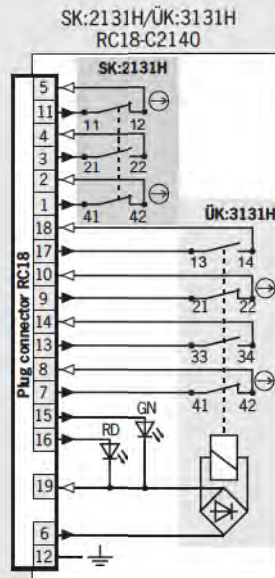 SK:2131H/ÜK:3131H
RC18-C2140
SK:2131H
5
11 11 12
4
3 21 22
2
1 41 42
ÜK:3131H
18
17 13 14
10
9 21 22
14
13 33 34
8
7 41 42
15 GN
16 RD
19
6
12
Plug connector RC18